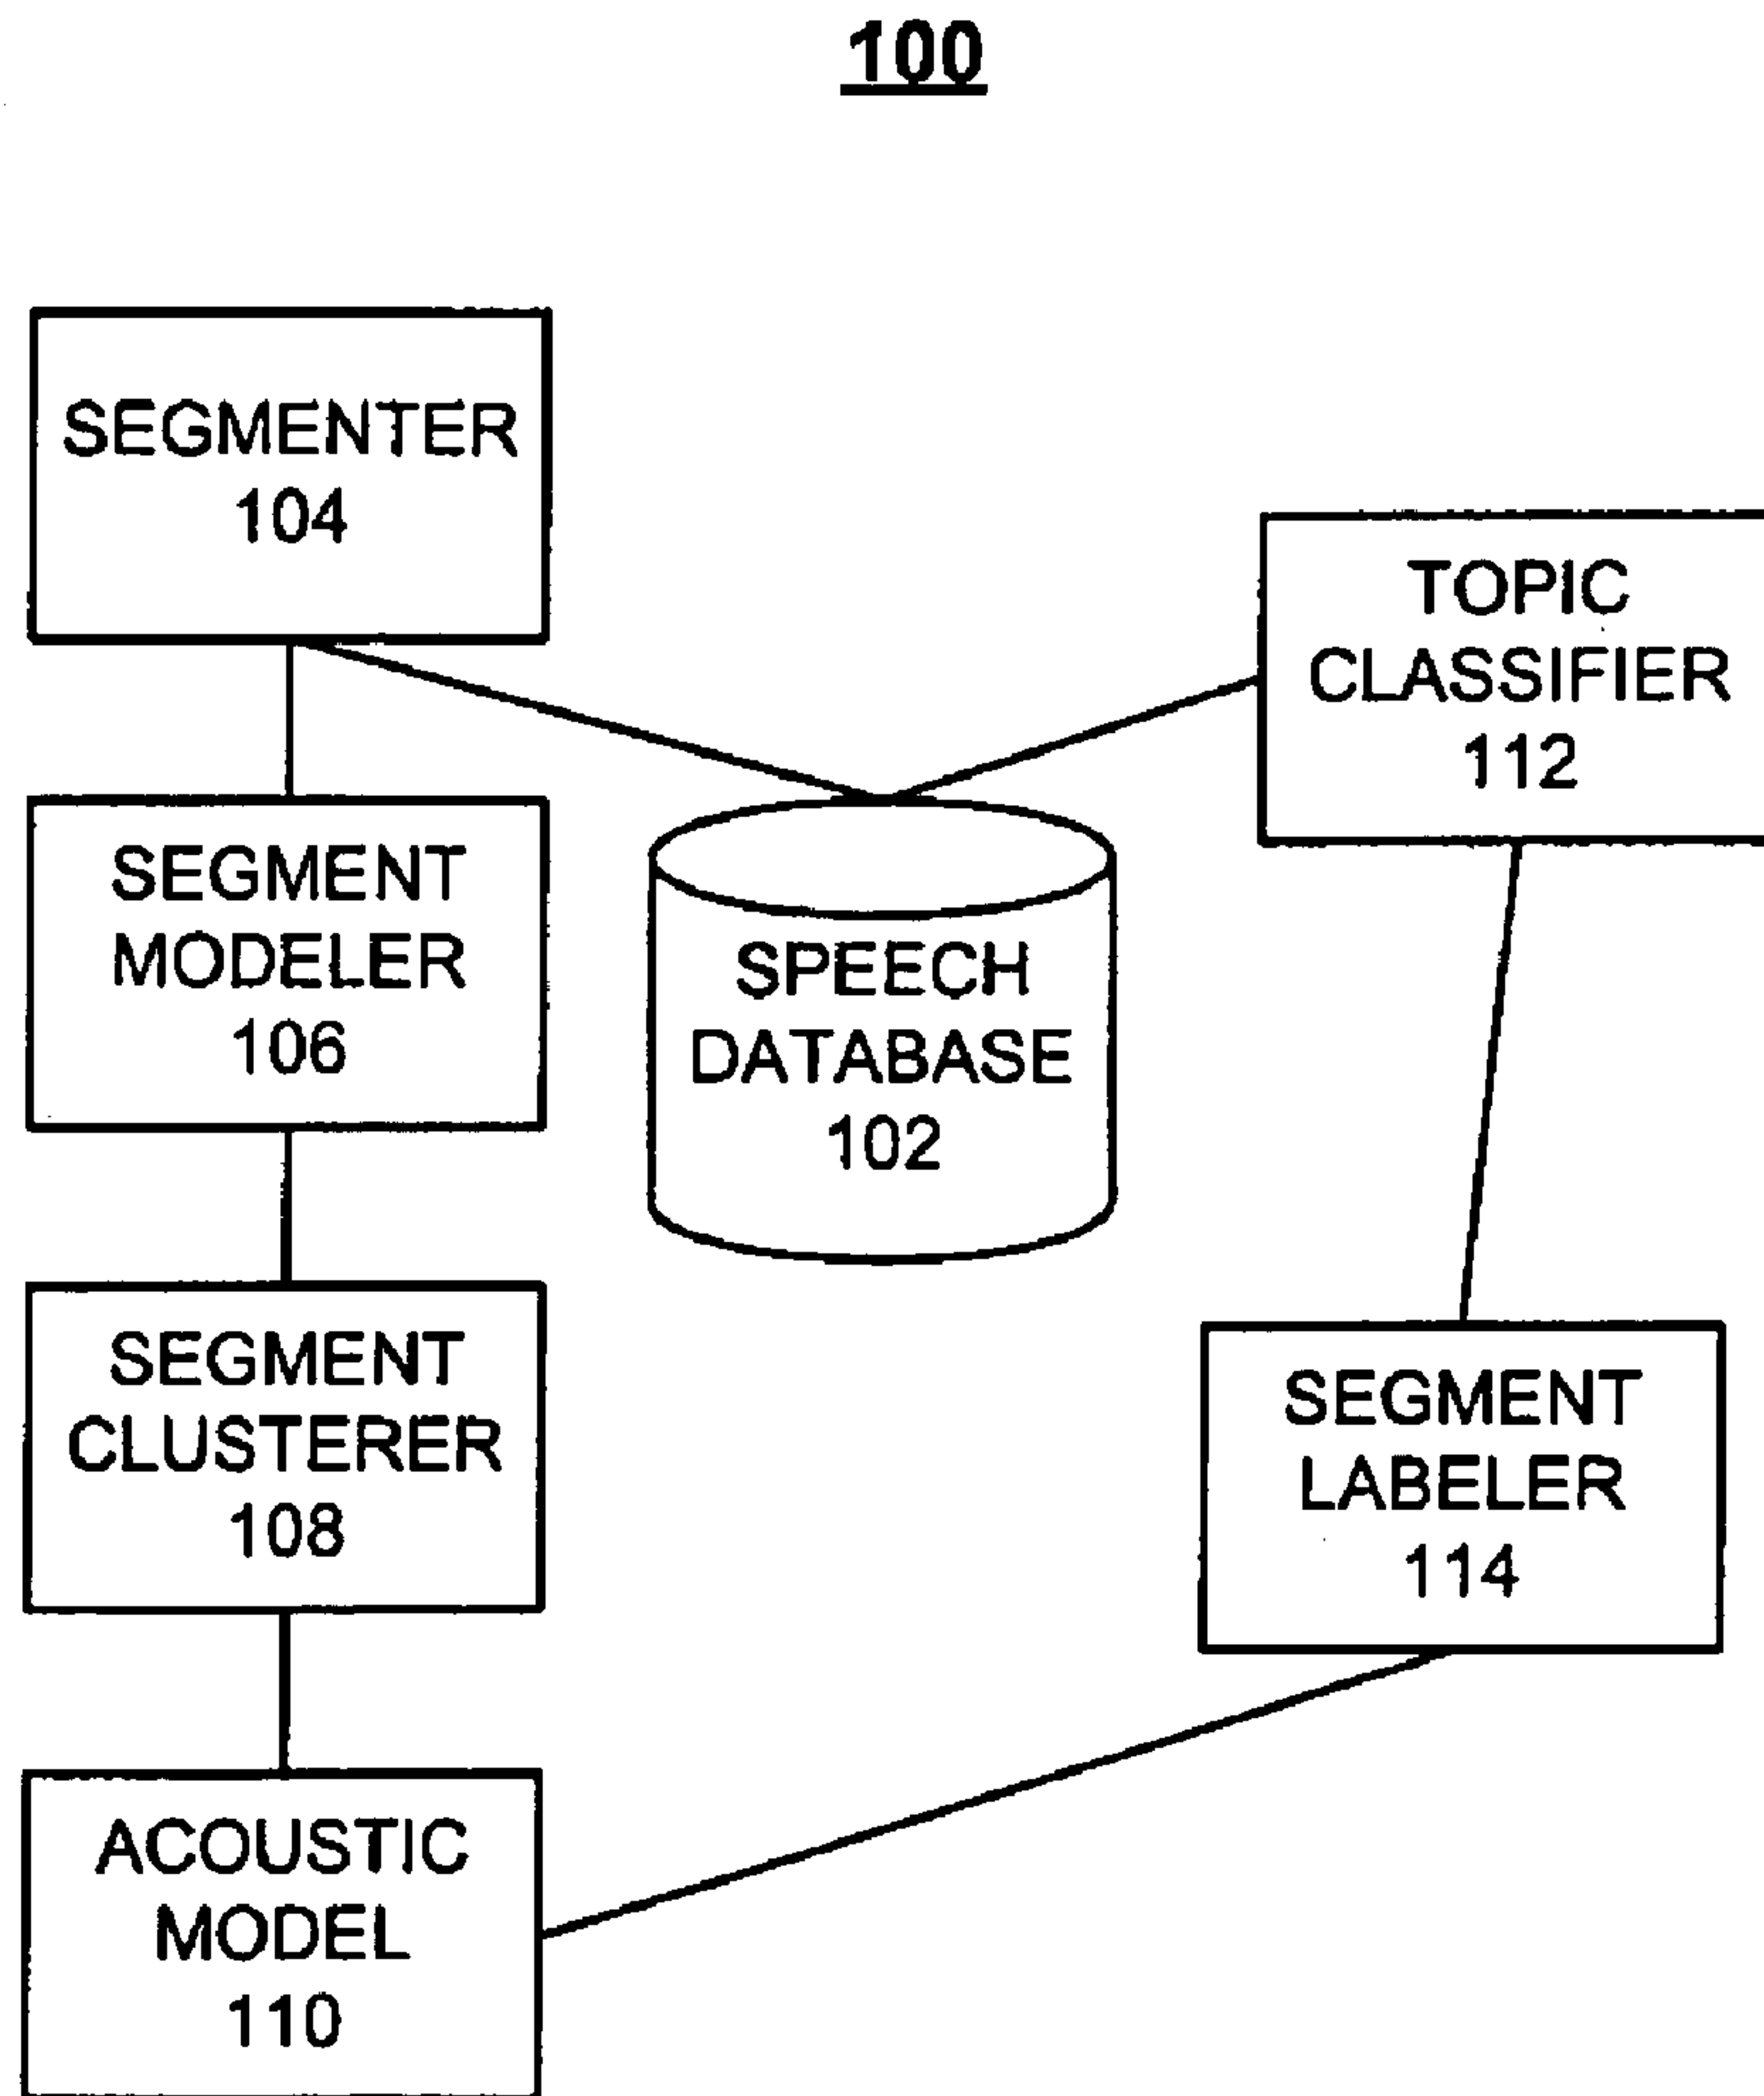 100
SEGMENTER
104
TOPIC
CLASSIFIER
112
SEGMENT
MODELER
106
SPEECH
DATABASE
102
SEGMENT
CLUSTERER
108
SEGMENT
LABELER
114
ACOUSTIC
MODEL
110